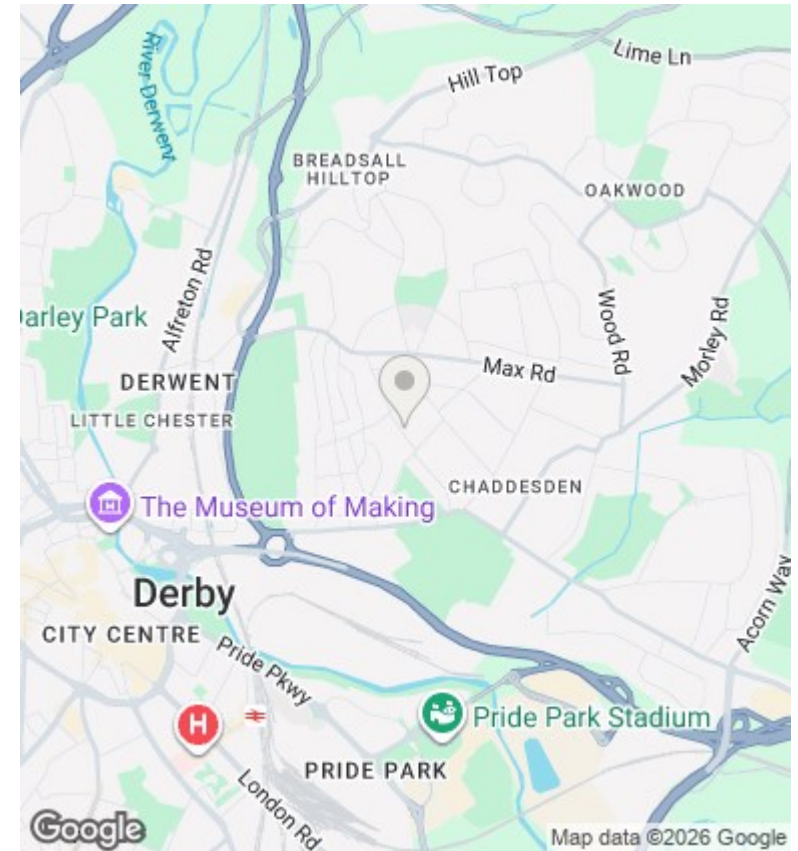 Lime Ln
Hill Top
River Derwent
BREADSALL
HILLTOP
OAKWOOD
Alfreton Rd
arley Park
Wood Rd
Morley Rd
Max Rd
DERWENT
LITTLE CHESTER
CHADDESDEN
The Museum of Making
Derby
CITY CENTRE
Acorn Way
Pride Pkwy
H
Pride Park Stadium
PRIDE PARK
London Rd
Google
Map data ©2026 Google